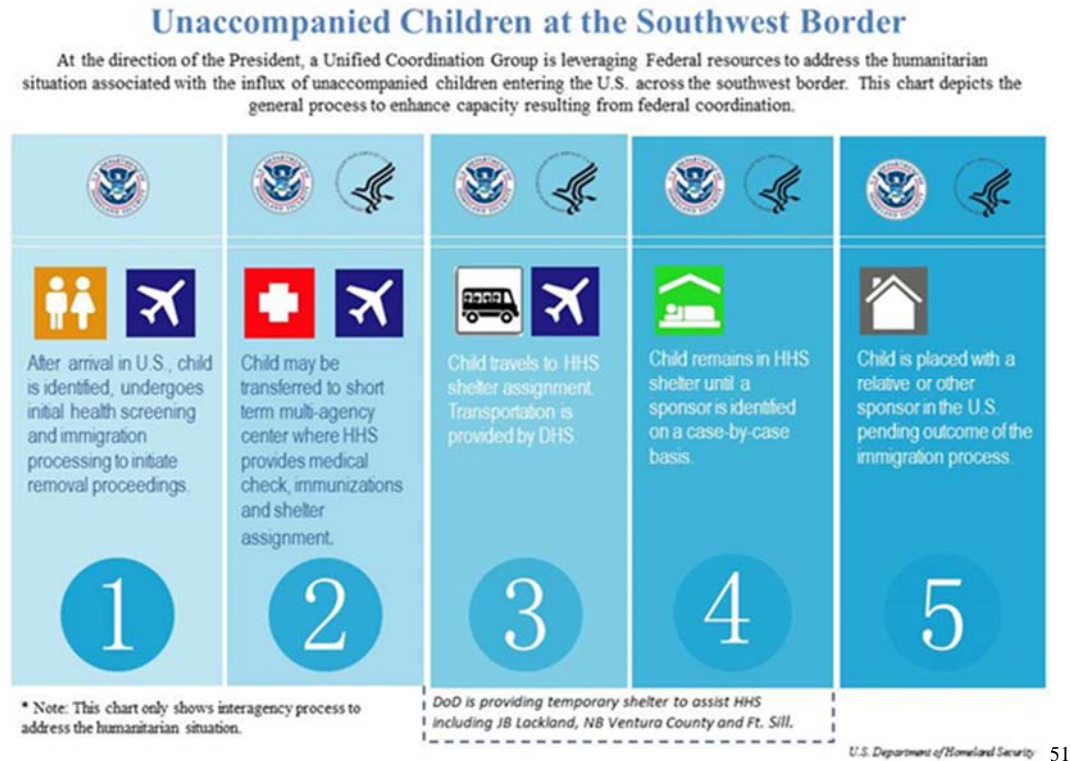 Unaccompanied Children at the Southwest Border
At the direction of the President, a Unified Coordination Group is leveraging Federal resources to address the humanitarian
situation associated with the influx of unaccompanied children entering the U.S. across the southwest border. This chart depicts the
general process to enhance capacity resulting from federal coordination.
After arrival in U.S., child
is identified, undergoes
initial health screening
and immigration
processing to initiate
removal proceedings.
1
Child may be
transferred to short
term multi-agency
center where HHS
provides medical
check, immunizations
and shelter
assignment.
2
Child travels to HHS
shelter assignment.
Transportation is
provided by DHS.
3
Child remains in HHS
shelter until a
sponsor is identified
on a case-by-case
basis.
4
Child is placed with a
relative or other
sponsor in the U.S.
pending outcome of the
immigration process.
5
* Note: This chart only shows interagency process to
address the humanitarian situation.
DoD is providing temporary shelter to assist HHS
including JB Lackland, NB Ventura County and Ft. Sill.
U.S. Department of Homeland Security 51